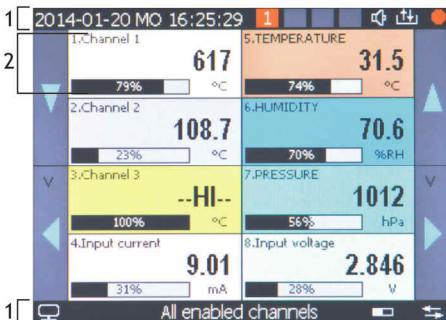 1
2014-01-20 MO 16:25:29 1
2
1.Channel 1
617
79% °C
5.TEMPERATURE
31.5
74% °C
2.Channel 2
108.7
23% °C
6.HUMIDITY
70.6
70% %RH
3.Channel 3
--HI--
100% °C
7.PRESSURE
1012
56% hPa
4.Input current
9.01
31% mA
8.Input voltage
2.846
28% V
V
V
1
All enabled channels